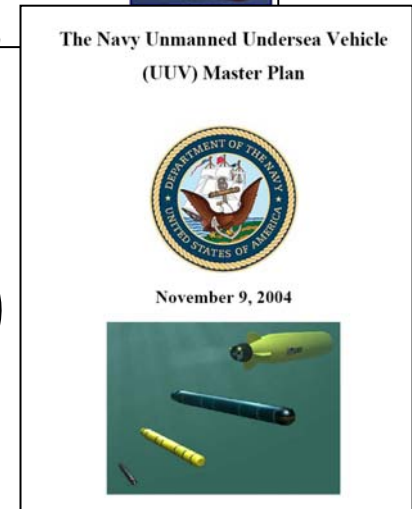 The Navy Unmanned Undersea Vehicle
(UUV) Master Plan
DEPARTMENT OF THE NAVY
UNITED STATES OF AMERICA
November 9, 2004